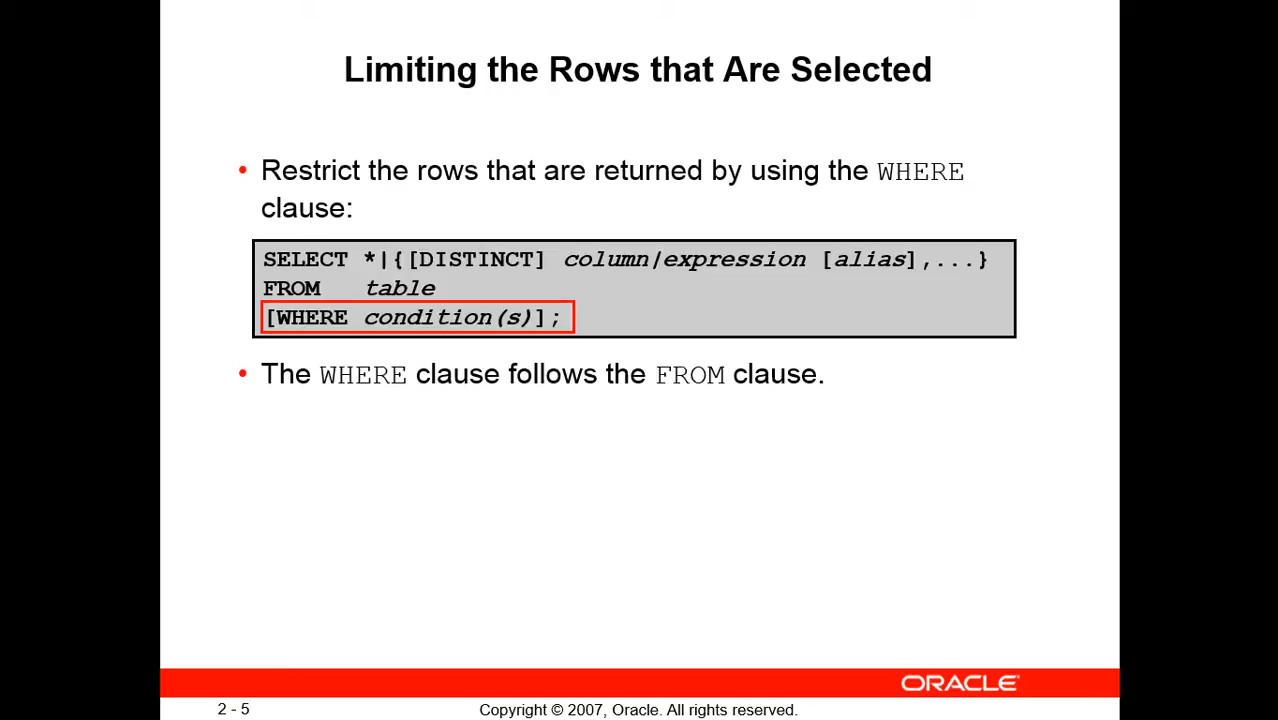 Limiting the Rows that Are Selected
• Restrict the rows that are returned by using the WHERE
clause:
SELECT *|{[DISTINCT] column|expression [alias],...}
FROM   table
[WHERE condition(s)];
• The WHERE clause follows the FROM clause.
ORACLE
2 - 5
Copyright © 2007, Oracle. All rights reserved.